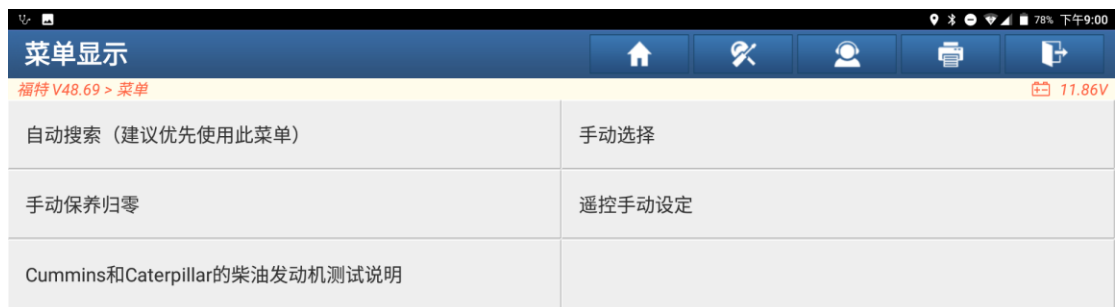 78% 下午9:00
菜单显示
福特 V48.69 > 菜单 11.86V
自动搜索（建议优先使用此菜单） 手动选择
手动保养归零 遥控手动设定
Cummins和Caterpillar的柴油发动机测试说明